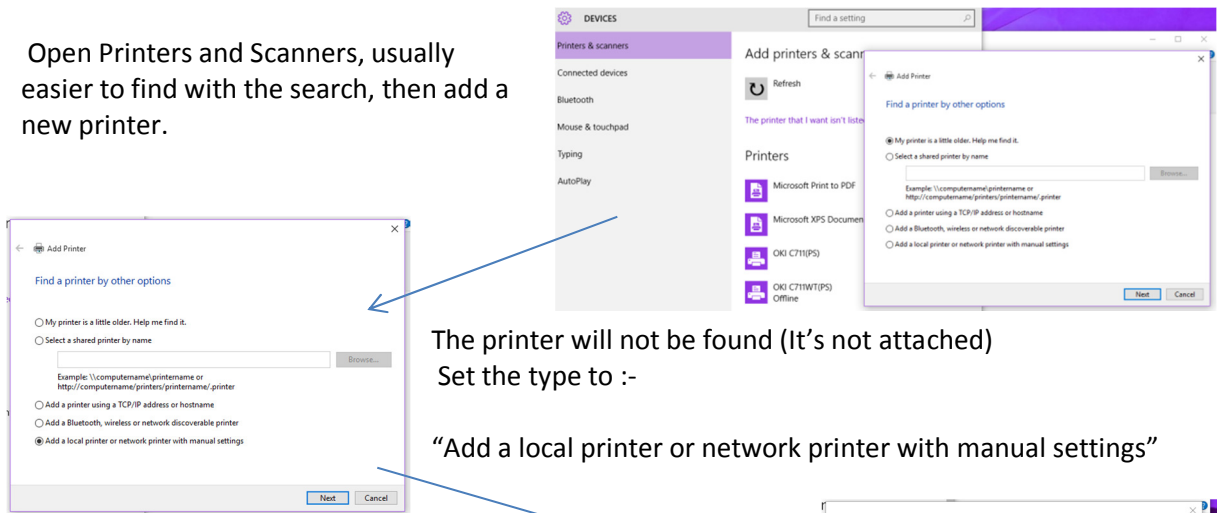 Open Printers and Scanners, usually
easier to find with the search, then add a
new printer.
DEVICES
Find a setting
Printers & scanners
Connected devices
Bluetooth
Mouse & touchpad
Typing
AutoPlay
Add printers & scann
Refresh
The printer that I want isn't liste
Printers
Microsoft Print to PDF
Microsoft XPS Documen
OKI C711(PS)
OKI C711WT(PS)
Offline
Add Printer
Find a printer by other options
My printer is a little older. Help me find it.
Select a shared printer by name
Browse...
Example: \\computername\printername or
http://computername/printers/printername/.printer
Add a printer using a TCP/IP address or hostname
Add a Bluetooth, wireless or network discoverable printer
Add a local printer or network printer with manual settings
Next Cancel
Add Printer
Find a printer by other options
My printer is a little older. Help me find it.
Select a shared printer by name
Browse...
Example: \\computername\printername or
http://computername/printers/printername/.printer
Add a printer using a TCP/IP address or hostname
Add a Bluetooth, wireless or network discoverable printer
Add a local printer or network printer with manual settings
Next Cancel
The printer will not be found (It's not attached)
Set the type to :-
“Add a local printer or network printer with manual settings”